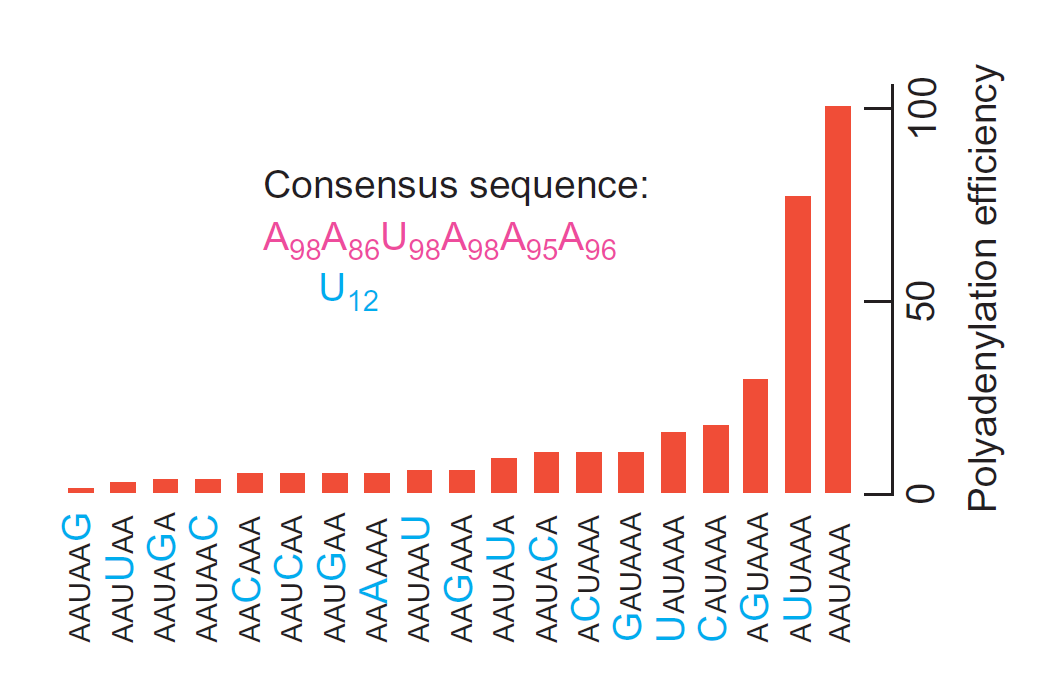 Consensus sequence:
A98A86U98A98A95A96
U12
100
50
0
Polyadenylation efficiency
AAUAAG
AAUUAA
AAUAGA
AAUAAC
AACAAA
AAUCAA
AAUGAA
AAAAAA
AAUAAU
AAGAAA
AAUAUA
AAUACA
ACUAAA
GAUAAA
UAUAAA
CAUAAA
AGUAAA
AUUAAA
AAUAAA